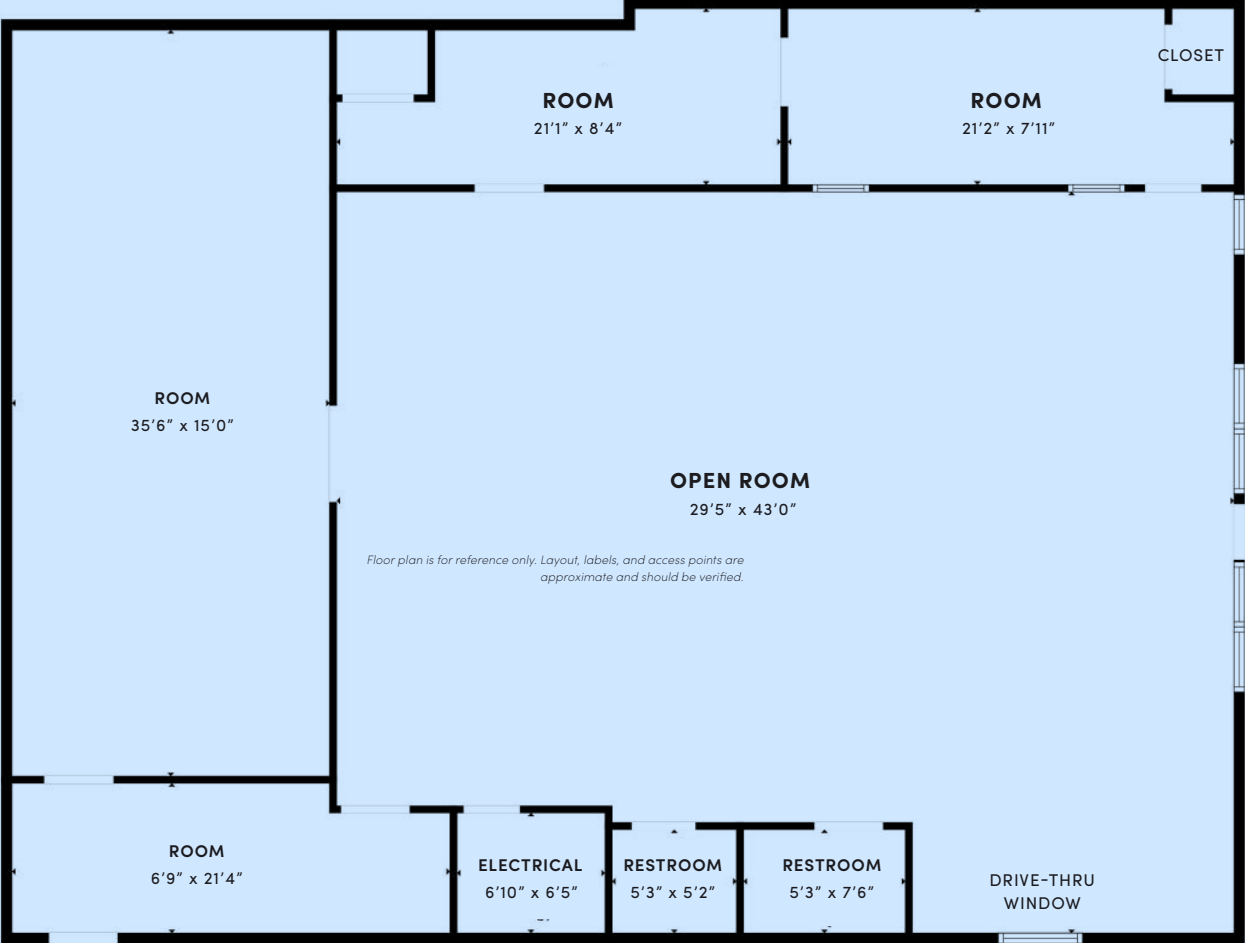 CLOSET
ROOM
21'1" x 8'4"
ROOM
21'2" x 7'11"
ROOM
35'6" x 15'0"
OPEN ROOM
29'5" x 43'0"
Floor plan is for reference only. Layout, labels, and access points are
approximate and should be verified.
ROOM
6'9" x 21'4"
ELECTRICAL
6'10" x 6'5"
RESTROOM
5'3" x 5'2"
RESTROOM
5'3" x 7'6"
DRIVE-THRU
WINDOW